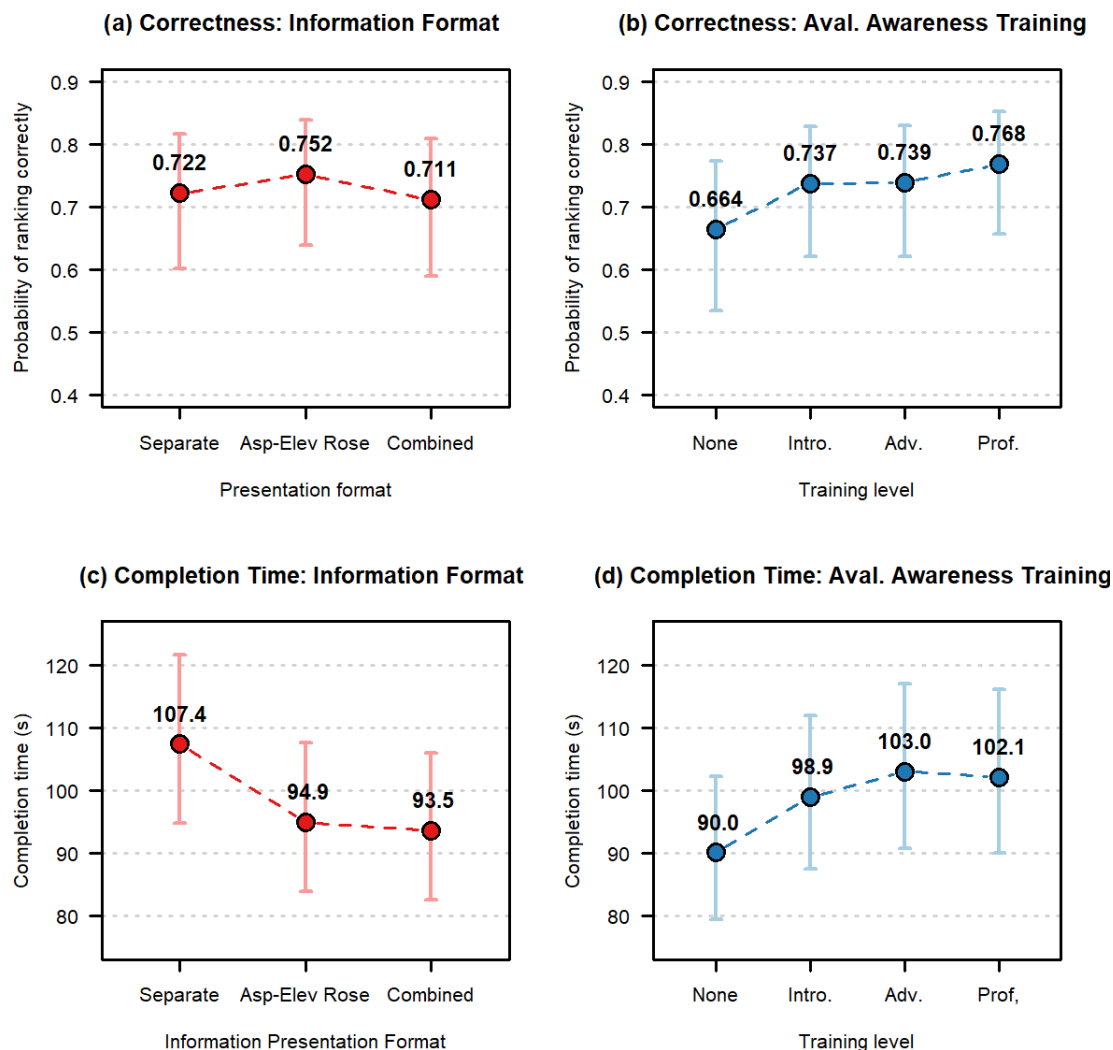 (a) Correctness: Information Format
Probability of ranking correctly
0.9
0.8
0.7
0.6
0.5
0.4
0.722
0.752
0.711
Separate
Asp-Elev Rose
Combined
Presentation format
(b) Correctness: Aval. Awareness Training
Probability of ranking correctly
0.9
0.8
0.7
0.6
0.5
0.4
0.664
0.737
0.739
0.768
None
Intro.
Adv.
Prof.
Training level
(c) Completion Time: Information Format
Completion time (s)
120
110
100
90
80
107.4
94.9
93.5
Separate
Asp-Elev Rose
Combined
Information Presentation Format
(d) Completion Time: Aval. Awareness Training
Completion time (s)
120
110
100
90
80
90.0
98.9
103.0
102.1
None
Intro.
Adv.
Prof,
Training level